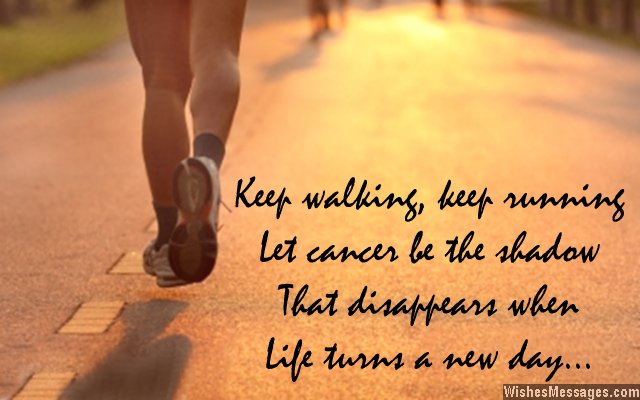 Keep walking, keep running
Let cancer be the shadow
That disappears when
Life turns a new day...
WishesMessages.com